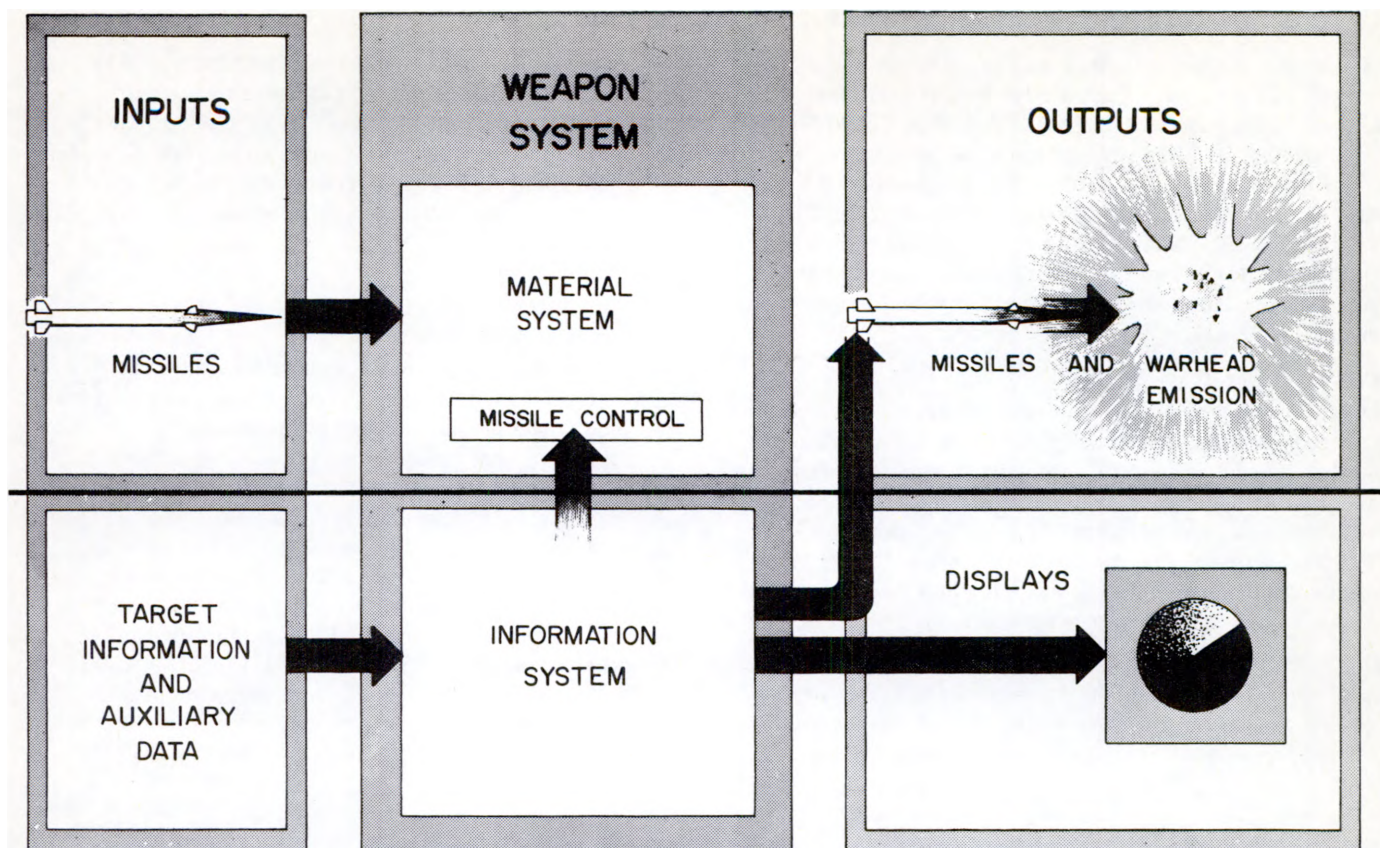 INPUTS
MISSILES
TARGET
INFORMATION
AND
AUXILIARY
DATA
WEAPON
SYSTEM
MATERIAL
SYSTEM
MISSILE CONTROL
INFORMATION
SYSTEM
OUTPUTS
MISSILES AND WARHEAD
EMISSION
DISPLAYS